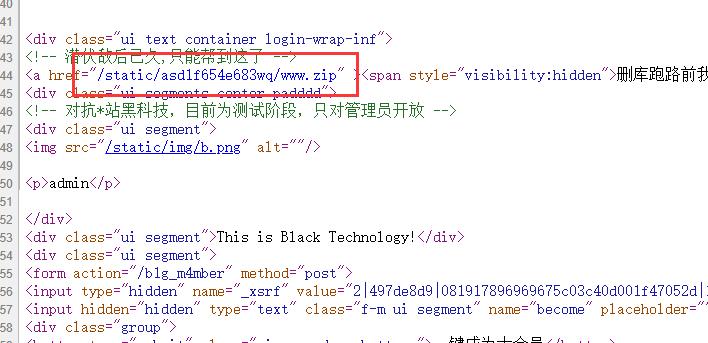 40
41
42 <div class="ui text container login-wrap-inf">
43 <!-- 潜伏敌后已久,只能帮到这了 -->
44 <a href="/static/asd1f654e683wq/www.zip" ><span style="visibility:hidden">删库跑路前我
45 <div class="ui segments center padddd">
46 <!-- 对抗*站黑科技，目前为测试阶段，只对管理员开放 -->
47 <div class="ui segment">
48 <img src="/static/img/b.png" alt=""/>
49
50 <p>admin</p>
51
52 </div>
53 <div class="ui segment">This is Black Technology!</div>
54 <div class="ui segment">
55 <form action="/b1g_m4mber" method="post">
56 <input type="hidden" name="_xsrf" value="2|497de8d9|081917896969675c03c40d001f47052d|
57 <input hidden="hidden" type="text" class="f-m ui segment" name="become" placeholder="
58 <div class="group">